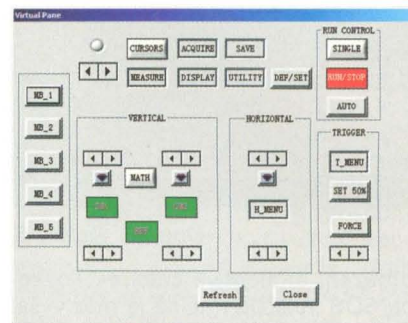 Virtual Pane
RUN CONTROL
CURSORS ACQUIRE SAVE SINGLE
MEASURE DISPLAY UTILITY DEF/SET RUN/STOP
AUTO
MB_1
MB_2
MB_3
MB_4
MB_5
VERTICAL
MATH
HORIZONTAL
H_MENU
TRIGGER
T_MENU
SET 50%
FORCE
Refresh Close